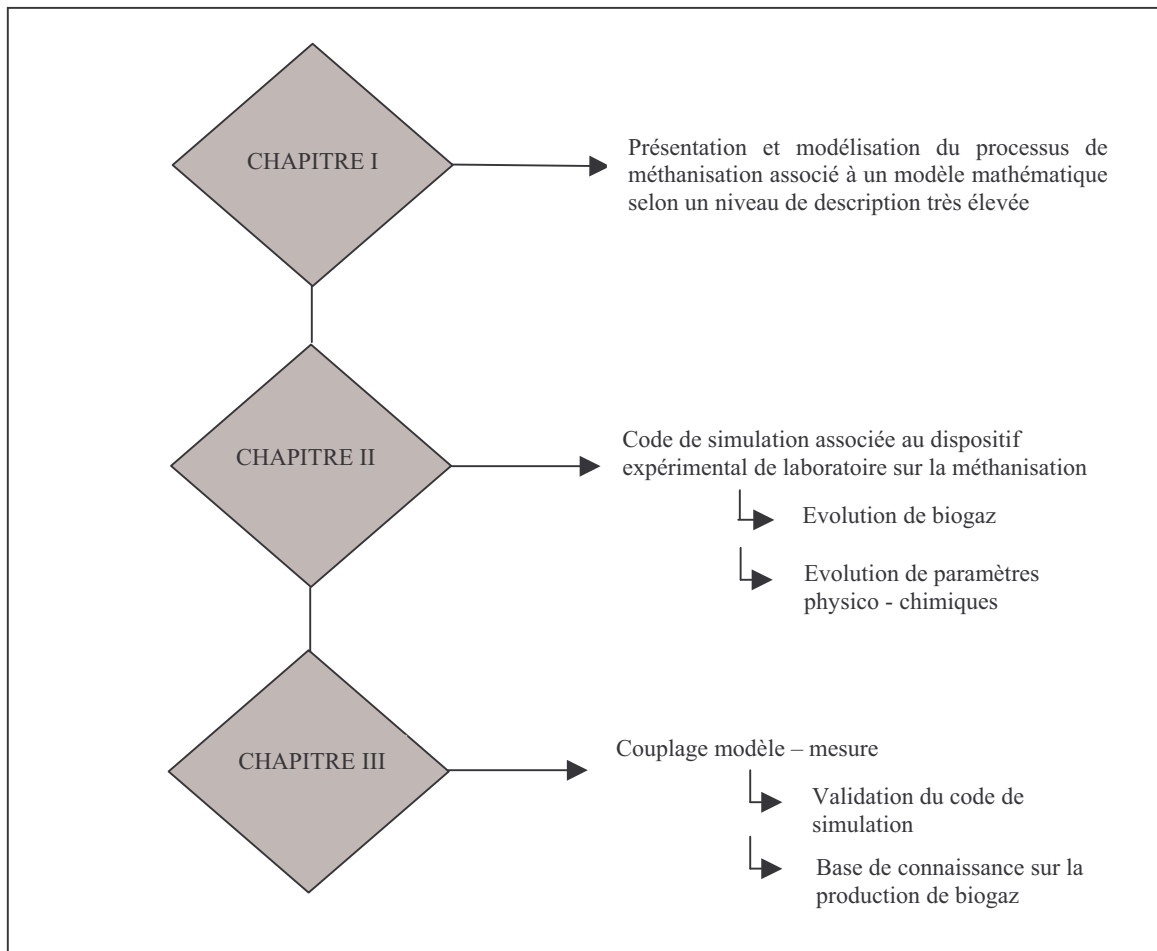 CHAPITRE I
Présentation et modélisation du processus de
méthanisation associé à un modèle mathématique
selon un niveau de description très élevée
CHAPITRE II
Code de simulation associée au dispositif
expérimental de laboratoire sur la méthanisation
Evolution de biogaz
Evolution de paramètres
physico - chimiques
CHAPITRE III
Couplage modèle – mesure
Validation du code de
simulation
Base de connaissance sur la
production de biogaz